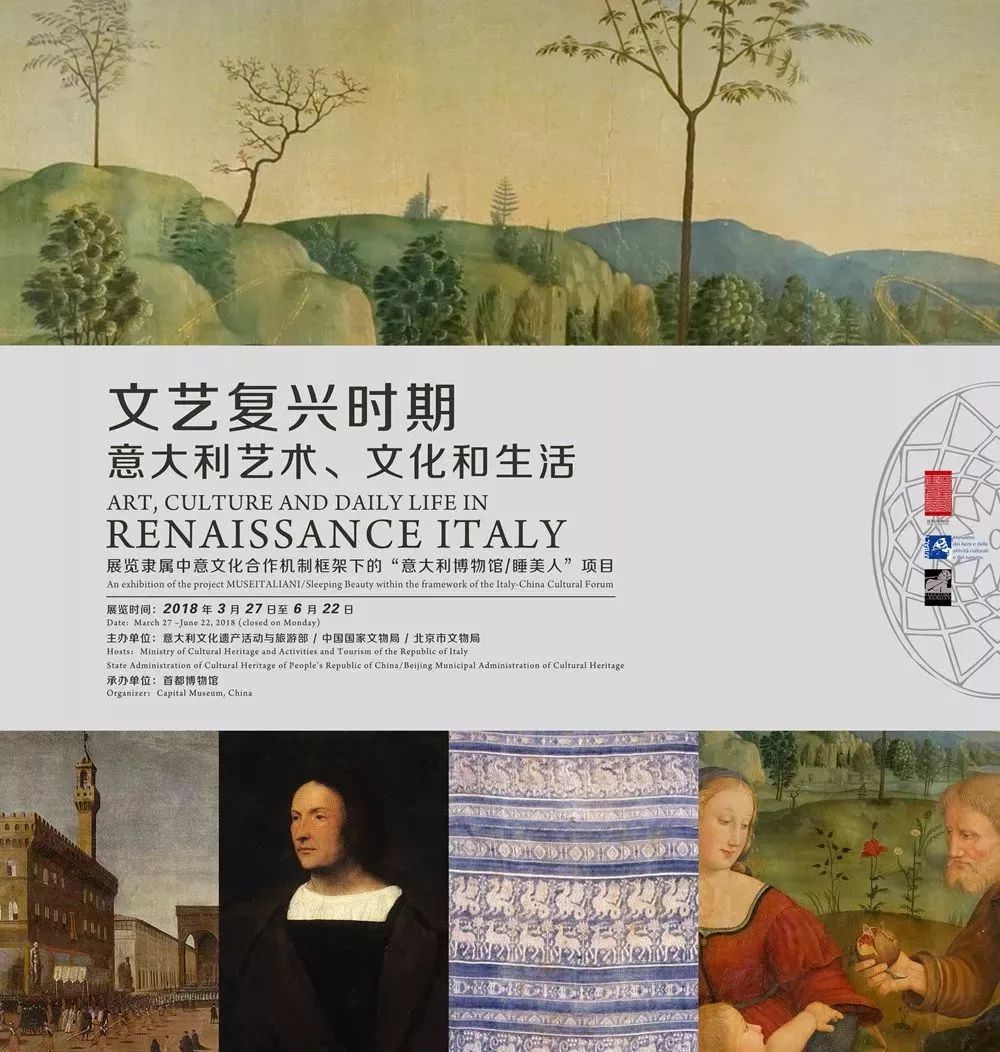 文艺复兴时期
意大利艺术、文化和生活
ART, CULTURE AND DAILY LIFE IN
RENAISSANCE ITALY
展览隶属中意文化合作机制框架下的“意大利博物馆/睡美人”项目
An exhibition of the project MUSEITALIANI/Sleeping Beauty within the framework of the Italy-China Cultural Forum
展览时间：2018 年 3 月 27 日至 6 月 22 日
Date: March 27 –June 22, 2018 (closed on Monday)
主办单位：意大利文化遗产活动与旅游部 / 中国国家文物局 / 北京市文物局
Hosts: Ministry of Cultural Heritage and Activities and Tourism of the Republic of Italy
State Administration of Cultural Heritage of People's Republic of China/Beijing Municipal Administration of Cultural Heritage
承办单位：首都博物馆
Organizer: Capital Museum, China
Ministero
dei beni e delle
attività culturali
e del turismo